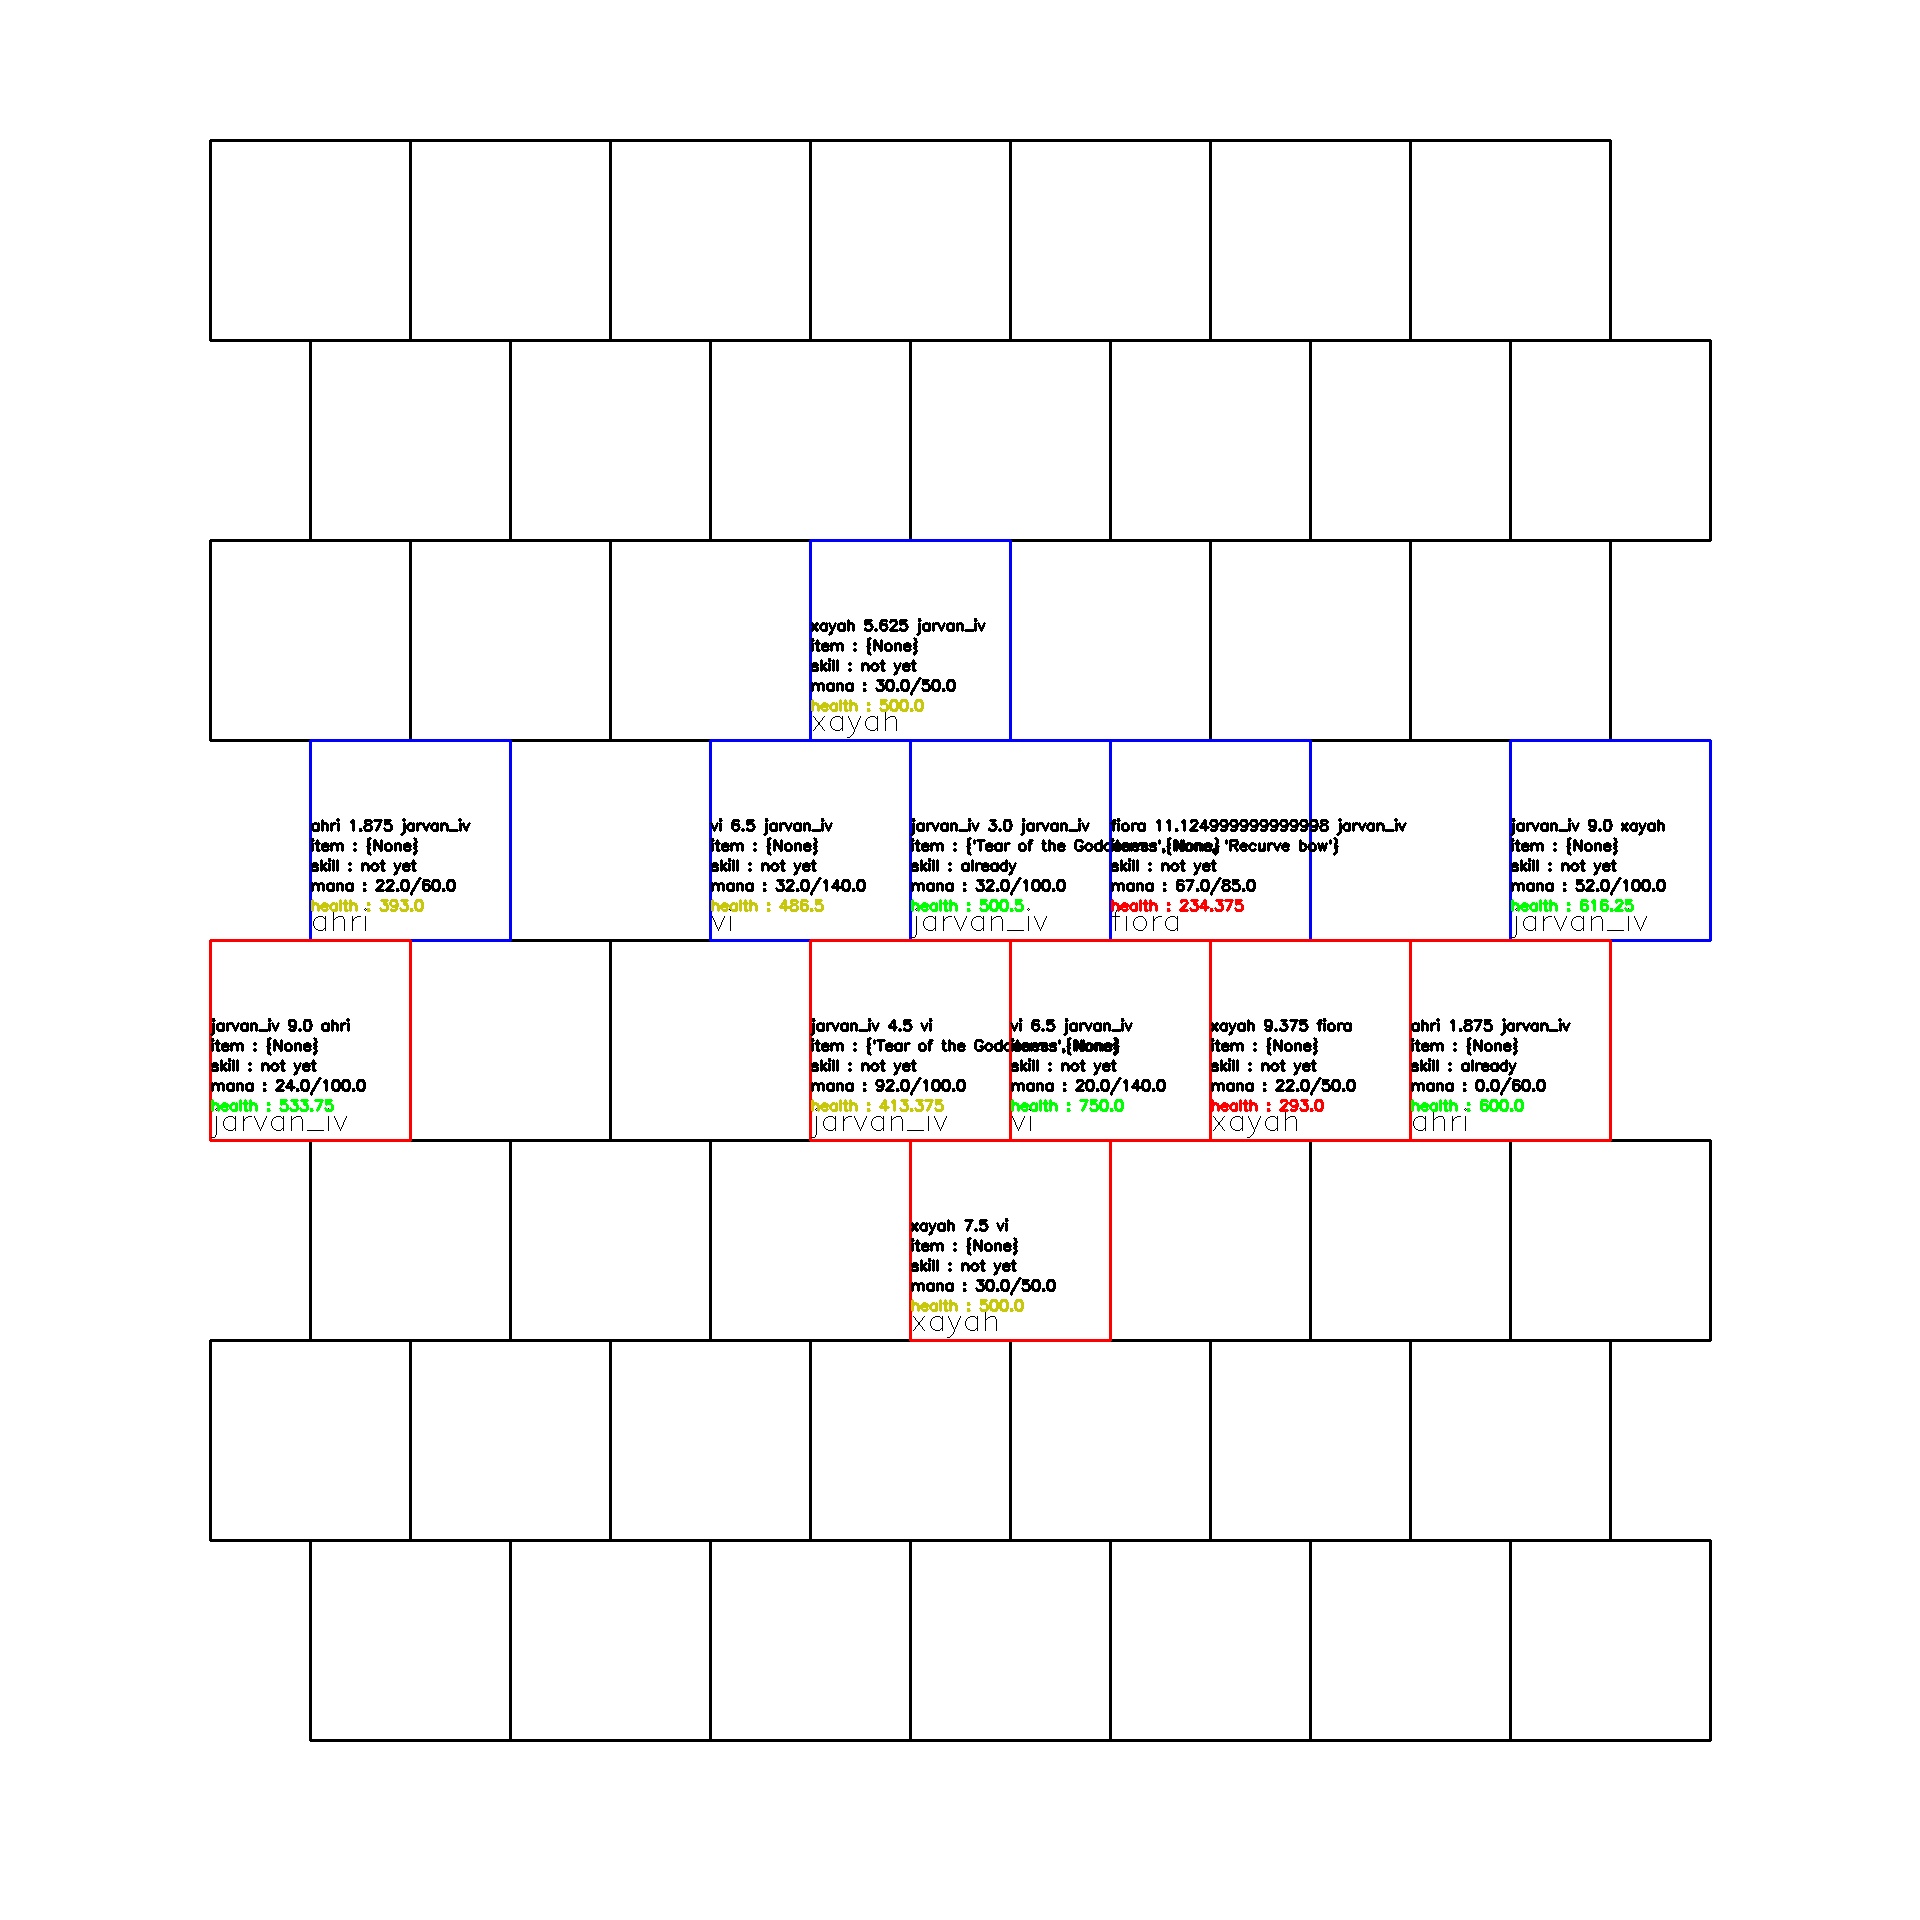 xayah 5.625 jarvan_iv
item : {None}
skill : not yet
mana : 30.0/50.0
health : 500.0
xayah
ahri 1.875 jarvan_iv
item : {None}
skill : not yet
mana : 22.0/60.0
health : 393.0
ahri
vi 6.5 jarvan_iv
item : {None}
skill : not yet
mana : 32.0/140.0
health : 486.5
vi
jarvan_iv 3.0 jarvan_iv
item : {'Tear of the Goddess', 'Recurve bow'}
skill : already
mana : 32.0/100.0
health : 500.5
jarvan_iv
fiora 11.124999999999998 jarvan_iv
item : {None}
skill : not yet
mana : 67.0/85.0
health : 234.375
fiora
jarvan_iv 9.0 xayah
item : {None}
skill : not yet
mana : 52.0/100.0
health : 616.25
jarvan_iv
jarvan_iv 9.0 ahri
item : {None}
skill : not yet
mana : 24.0/100.0
health : 533.75
jarvan_iv
jarvan_iv 4.5 vi
item : {'Tear of the Goddess', None}
skill : not yet
mana : 92.0/100.0
health : 413.375
jarvan_iv
vi 6.5 jarvan_iv
item : {None}
skill : not yet
mana : 20.0/140.0
health : 750.0
vi
xayah 9.375 fiora
item : {None}
skill : not yet
mana : 22.0/50.0
health : 293.0
xayah
ahri 1.875 jarvan_iv
item : {None}
skill : already
mana : 0.0/60.0
health : 600.0
ahri
xayah 7.5 vi
item : {None}
skill : not yet
mana : 30.0/50.0
health : 500.0
xayah